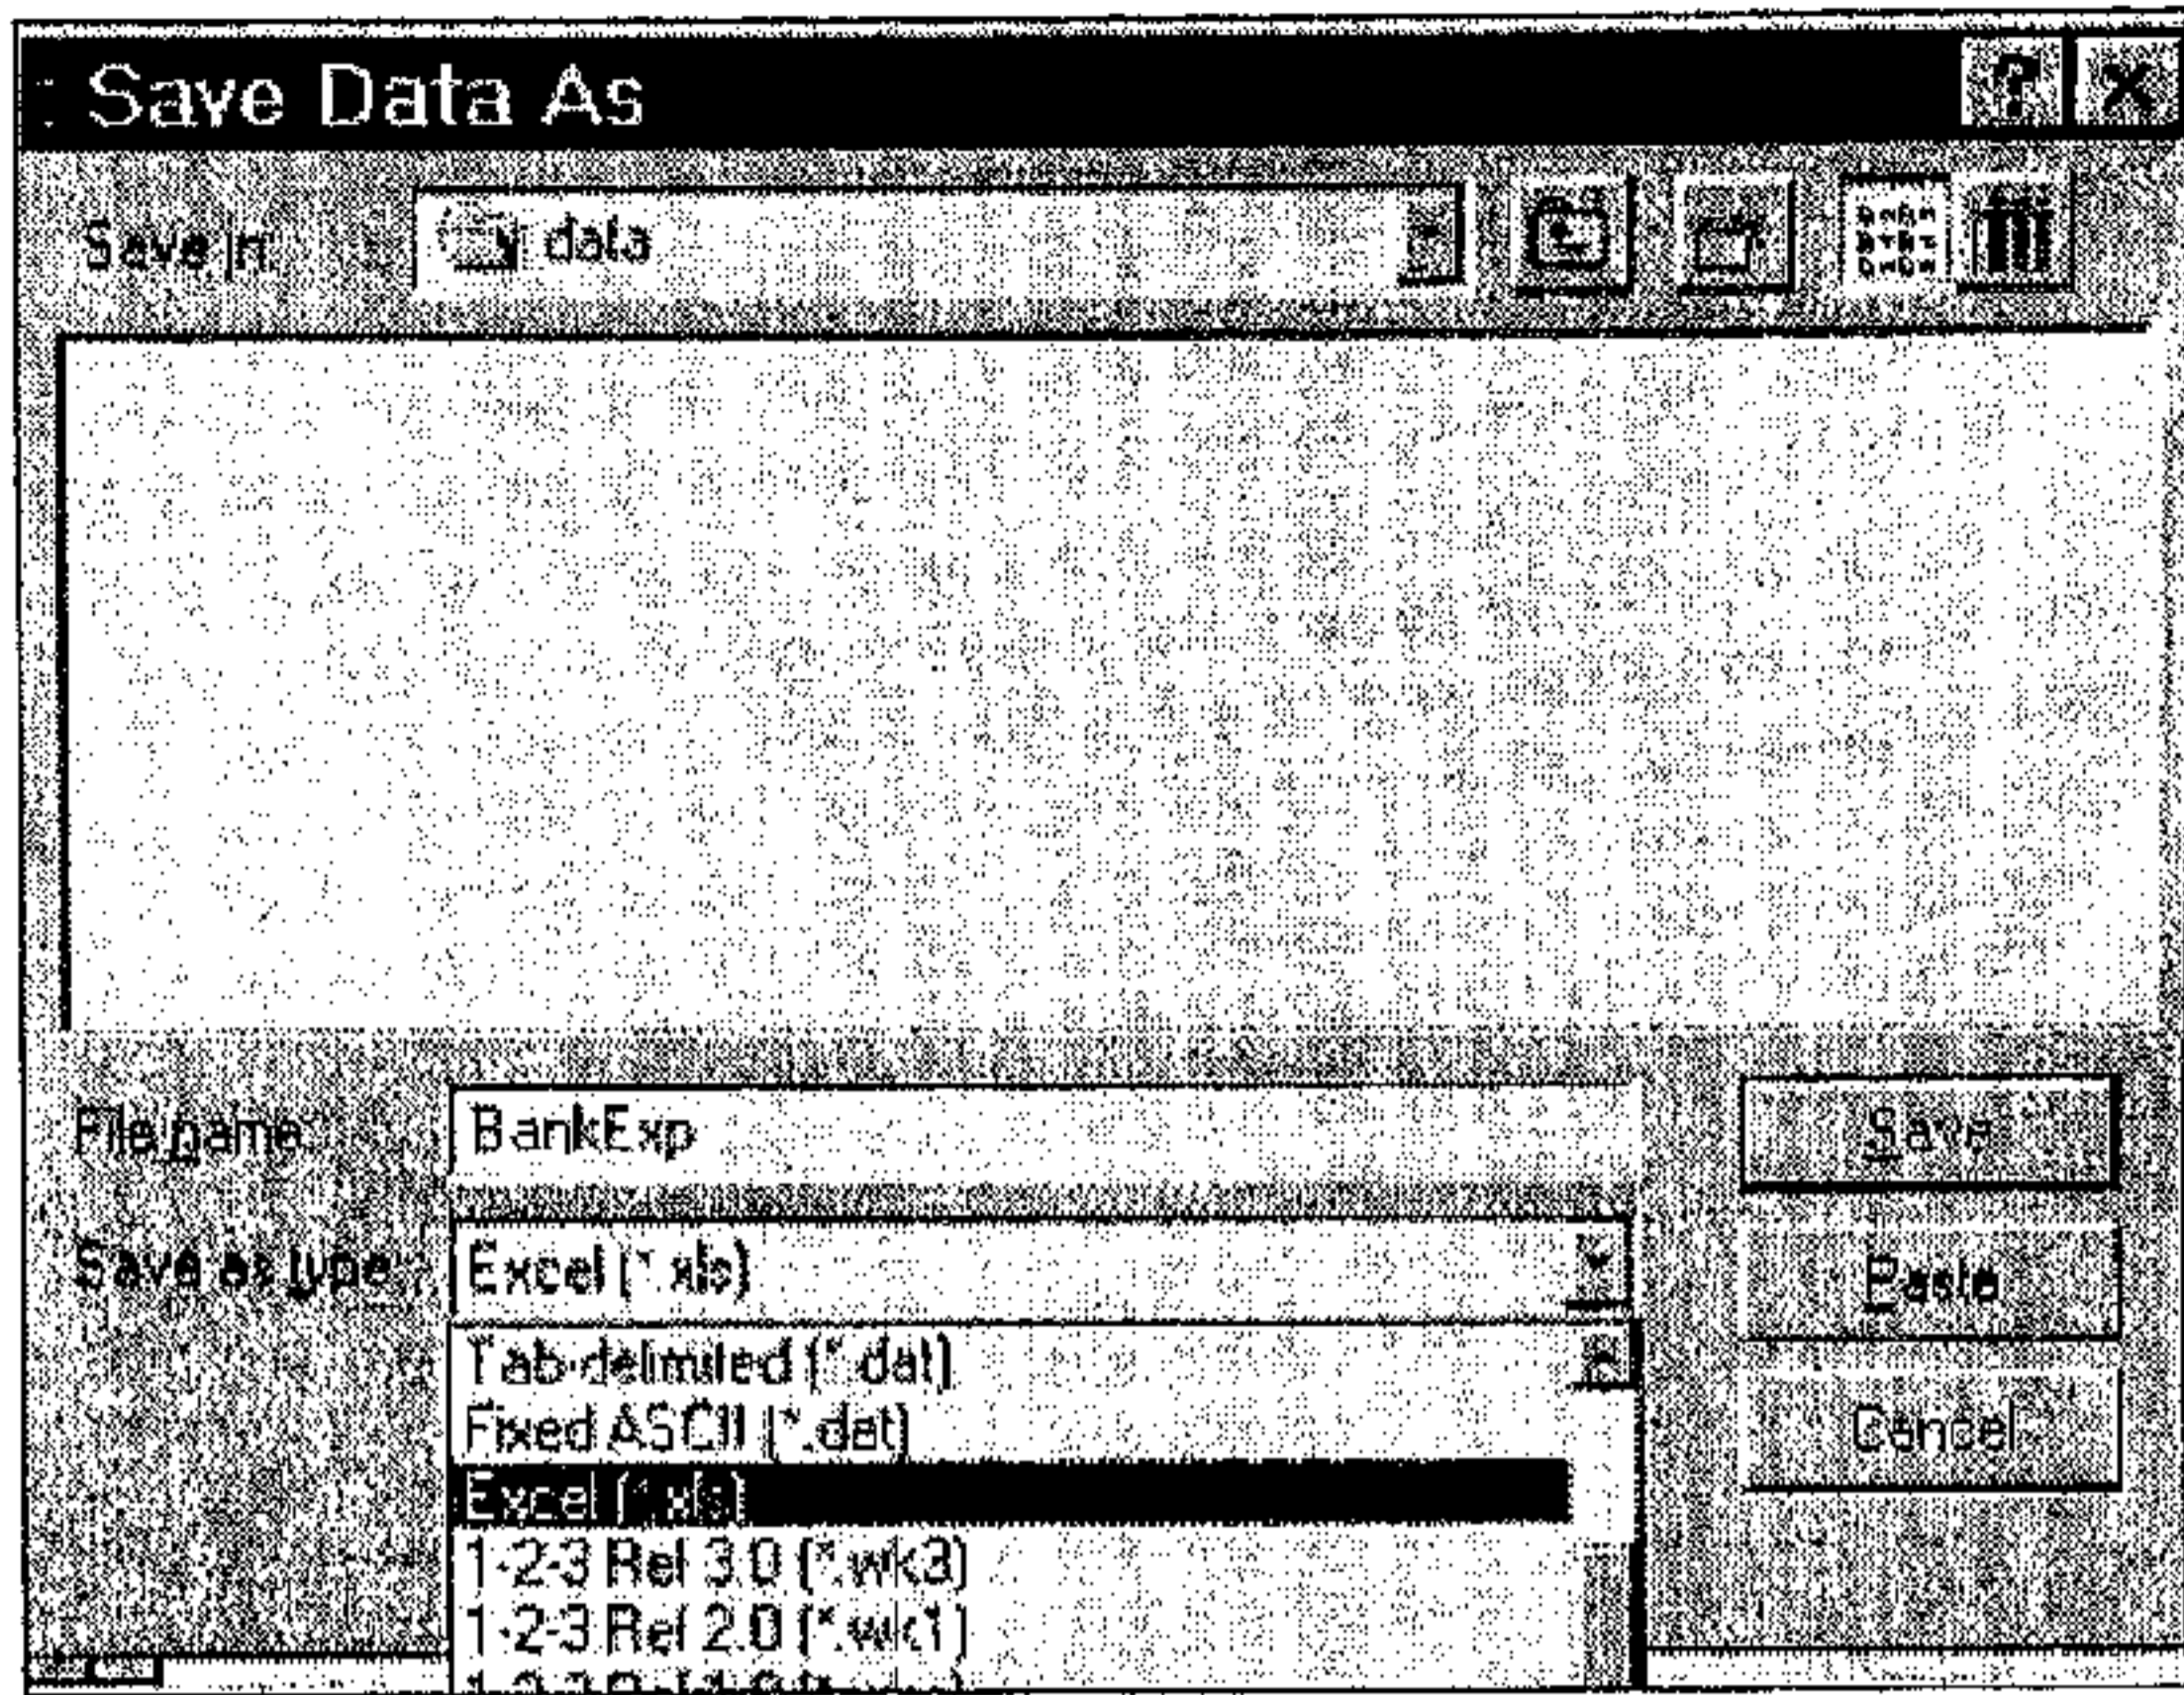 Save Data As
Save in:
data
File name:
BankExp
Save
Save as type:
Excel (*.xls)
Paste
Tab-delimited (*.dat)
Fixed ASCII (*.dat)
Cancel
Excel (*.xls)
1-2-3 Rel 3.0 (*.wk3)
1-2-3 Rel 2.0 (*.wk1)